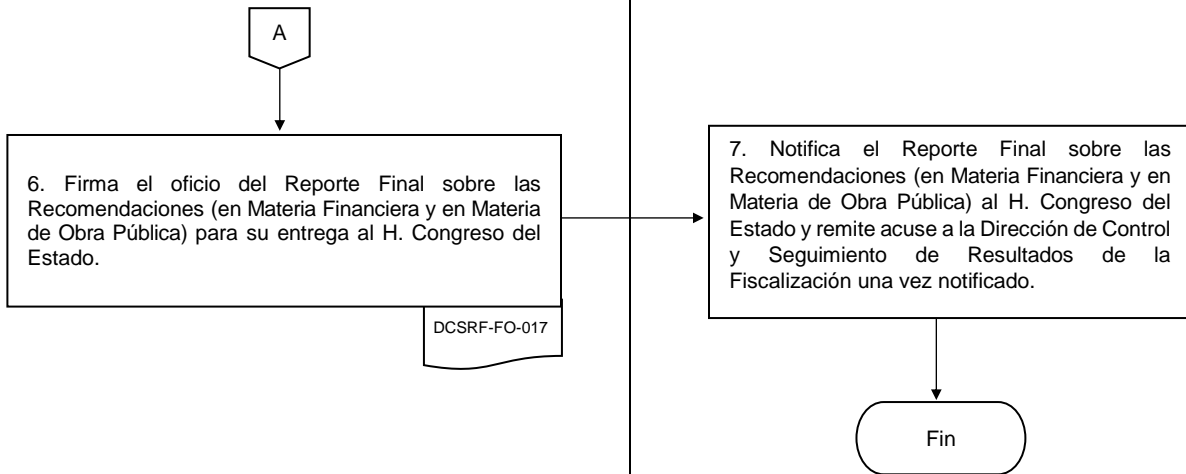 A
6. Firma el oficio del Reporte Final sobre las
Recomendaciones (en Materia Financiera y en Materia
de Obra Pública) para su entrega al H. Congreso del
Estado.
DCSRF-FO-017
7. Notifica el Reporte Final sobre las
Recomendaciones (en Materia Financiera y en
Materia de Obra Pública) al H. Congreso del
Estado y remite acuse a la Dirección de Control
y Seguimiento de Resultados de la
Fiscalización una vez notificado.
Fin